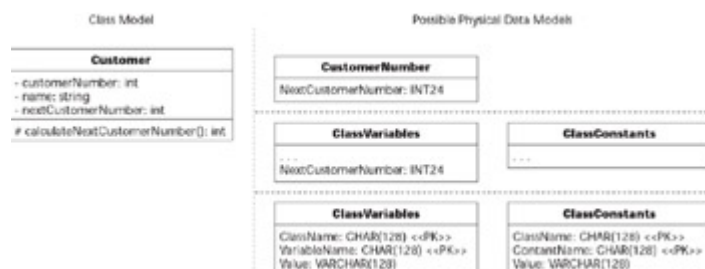 Class Model
Possible Physical Data Models
Customer
- customerNumber: int
- name: string
- nextCustomerNumber: int
# calculateNextCustomerNumber(): int
CustomerNumber
NextCustomerNumber: INT24
ClassVariables
. . .
NextCustomerNumber: INT24
ClassConstants
. . .
ClassVariables
ClassName: CHAR(128) <<PK>>
VariableName: CHAR(128) <<PK>>
Value: VARCHAR(128)
ClassConstants
ClassName: CHAR(128) <<PK>>
ContantName: CHAR(128) <<PK>>
Value: VARCHAR(128)